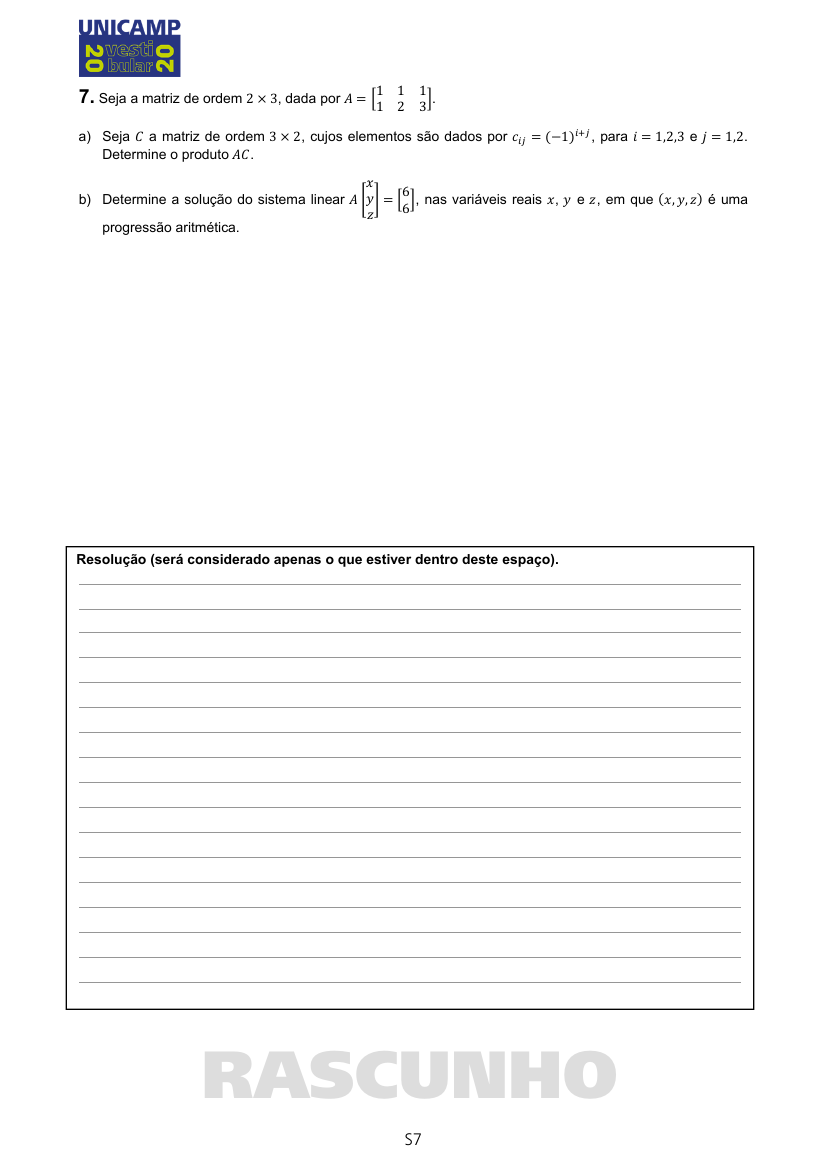 UNICAMP
20 vestibular 20
7. Seja a matriz de ordem 2 × 3, dada por A = [1 1 1
1 2 3].
a) Seja C a matriz de ordem 3 × 2, cujos elementos são dados por c_{ij} = (−1)^{i+j}, para i = 1,2,3 e j = 1,2.
Determine o produto AC.
b) Determine a solução do sistema linear A [x y z] = [6 6], nas variáveis reais x, y e z, em que (x, y, z) é uma
progressão aritmética.
Resolução (será considerado apenas o que estiver dentro deste espaço).
RASCUNHO
S7